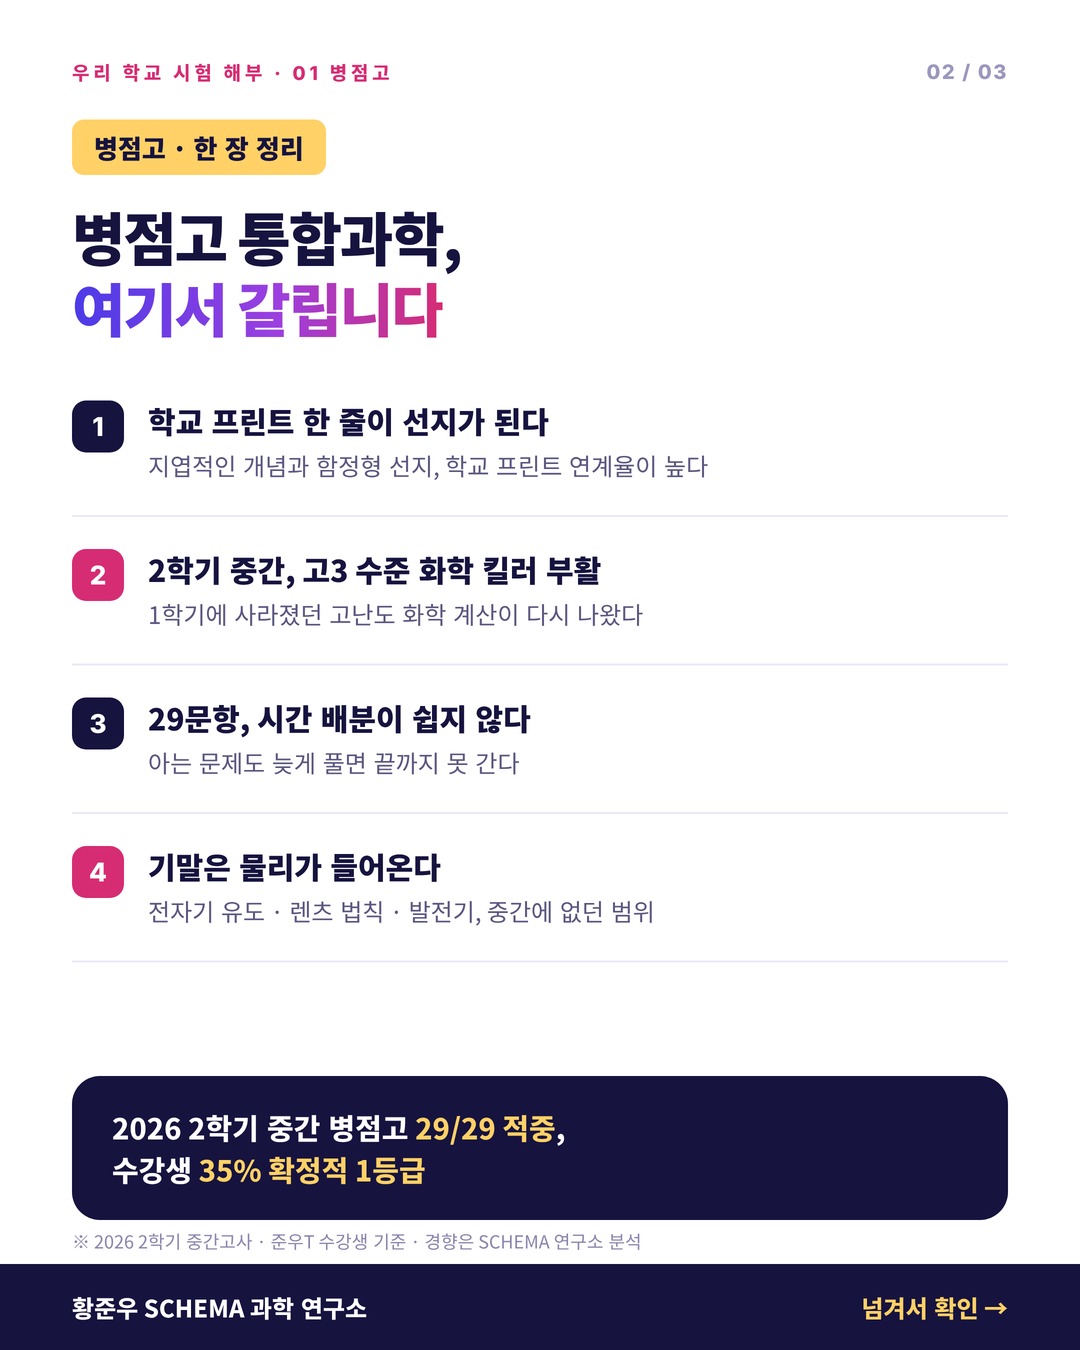 우리 학교 시험 해부 · 01 병점고
02 / 03
병점고 · 한 장 정리
병점고 통합과학,
여기서 갈립니다
1
학교 프린트 한 줄이 선지가 된다
지엽적인 개념과 함정형 선지, 학교 프린트 연계율이 높다
2
2학기 중간, 고3 수준 화학 킬러 부활
1학기에 사라졌던 고난도 화학 계산이 다시 나왔다
3
29문항, 시간 배분이 쉽지 않다
아는 문제도 늦게 풀면 끝까지 못 간다
4
기말은 물리가 들어온다
전자기 유도 · 렌츠 법칙 · 발전기, 중간에 없던 범위
2026 2학기 중간 병점고 29/29 적중,
수강생 35% 확정적 1등급
※ 2026 2학기 중간고사 · 준우T 수강생 기준 · 경향은 SCHEMA 연구소 분석
황준우 SCHEMA 과학 연구소
넘겨서 확인 →